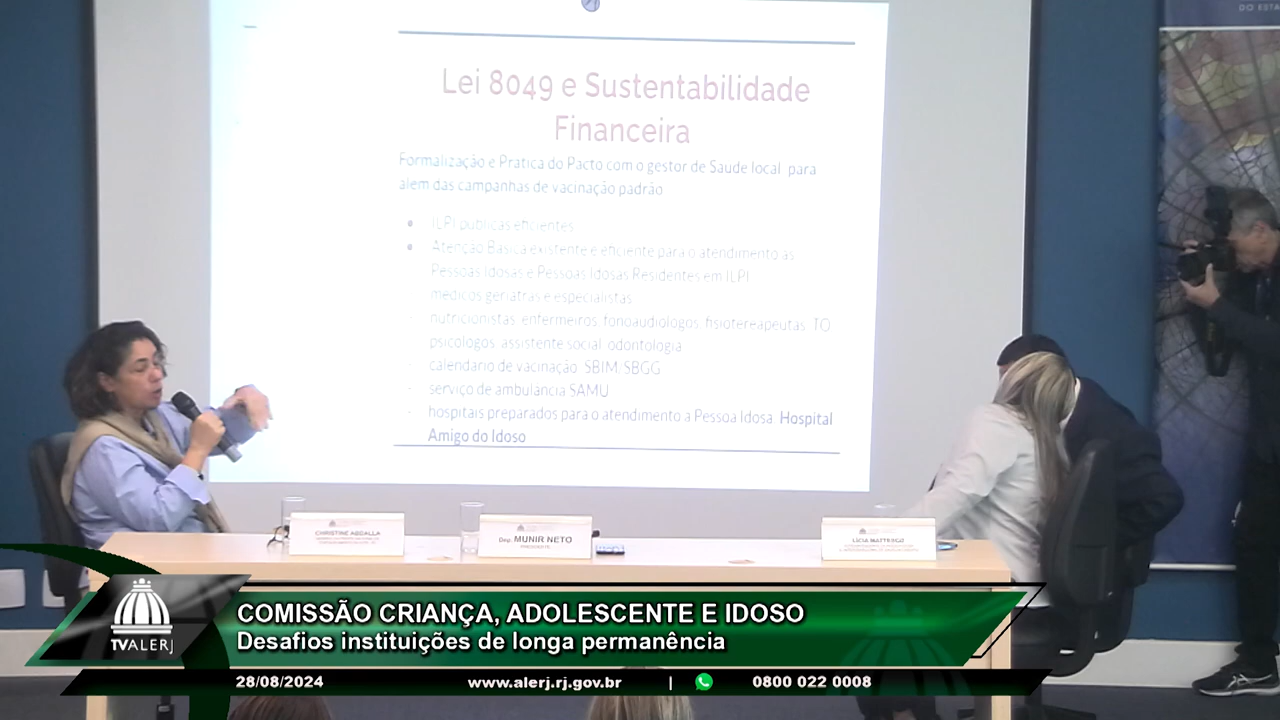 DO ESTA
Lei 8049 e Sustentabilidade
Financeira
Formalização e Pratica do Pacto com o gestor de Saude local para
alem das campanhas de vacinação padrão
ILPI publicas eficientes
Atenção Basica existente e eficiente para o atendimento as
Pessoas Idosas e Pessoas Idosas Residentes em ILPI
medicos geriatras e especialistas
nutricionistas enfermeiros, fonoaudiologos, fisiotereapeutas, TO
psicologos, assistente social, odontologia
calendario de vacinação SBIM/SBGG
serviço de ambulancia SAMU
hospitais preparados para o atendimento a Pessoa Idosa Hospital
Amigo do Idoso
CHRISTINE ABDALLA
Dep. MUNIR NETO
PRESIDENTE
COMISSÃO CRIANÇA, ADOLESCENTE E IDOSO
Desafios instituições de longa permanência
TVALERJ
28/08/2024 www.alerj.rj.gov.br | 0800 022 0008